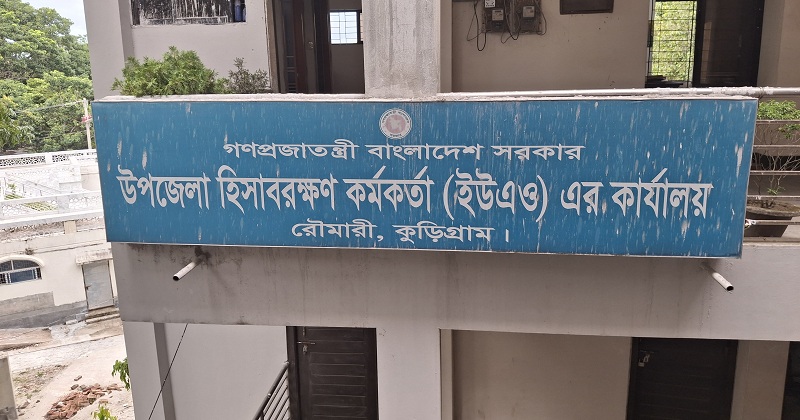 গণপ্রজাতন্ত্রী বাংলাদেশ সরকার
উপজেলা হিসাবরক্ষণ কর্মকর্তা (ইউএও) এর কার্যালয়
রৌমারী, কুড়িগ্রাম।